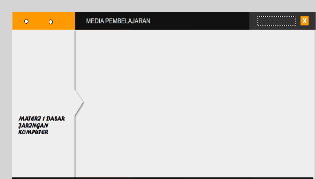 MEDIA PEMBELAJARAN
X
MATERI 1 DASAR
JARINGAN
KOMPUTER